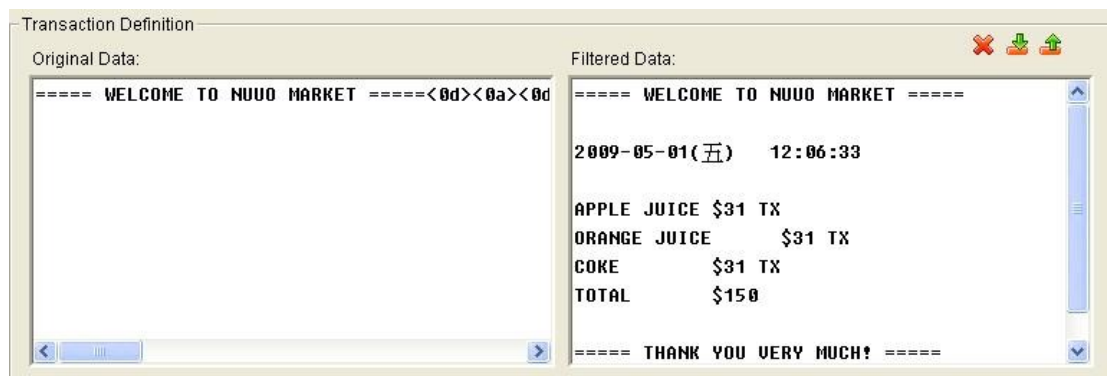 Transaction Definition
Original Data:
===== WELCOME TO NUUO MARKET =====<0d><0a><0d
Filtered Data:
===== WELCOME TO NUUO MARKET =====
2009-05-01(五) 12:06:33
APPLE JUICE $31 TX
ORANGE JUICE $31 TX
COKE $31 TX
TOTAL $150
===== THANK YOU VERY MUCH! =====